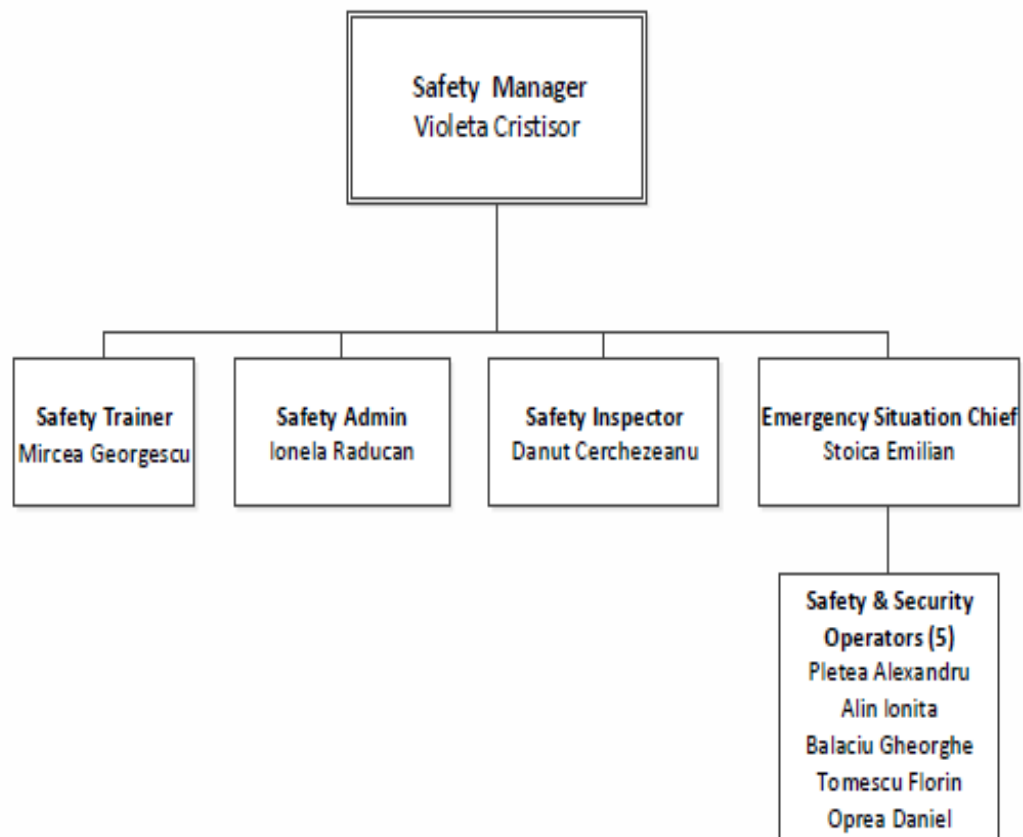 Safety Manager
Violeta Cristisor
Safety Trainer
Mircea Georgescu
Safety Admin
Ionela Raducan
Safety Inspector
Danut Cerchezeanu
Emergency Situation Chief
Stoica Emilian
Safety & Security
Operators (5)
Pletea Alexandru
Alin Ionita
Balaciu Gheorghe
Tomescu Florin
Oprea Daniel